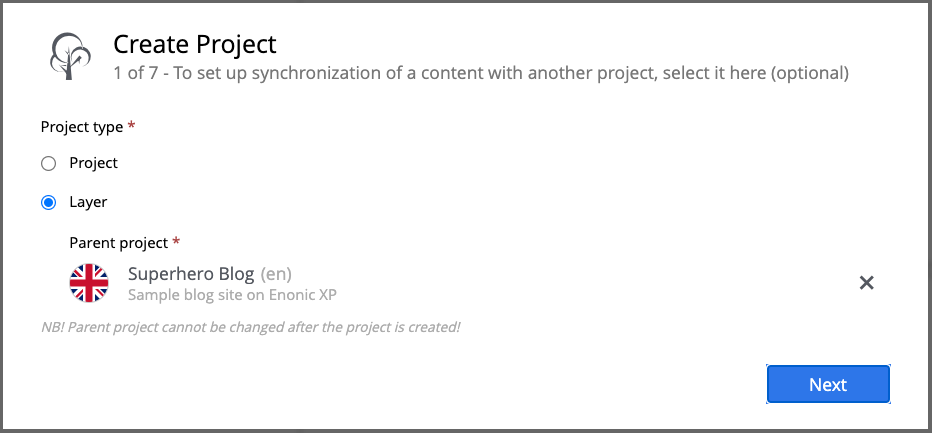 Create Project
1 of 7 - To set up synchronization of a content with another project, select it here (optional)
Project type *
Project
Layer
Parent project *
Superhero Blog (en)
Sample blog site on Enonic XP
NB! Parent project cannot be changed after the project is created!
Next